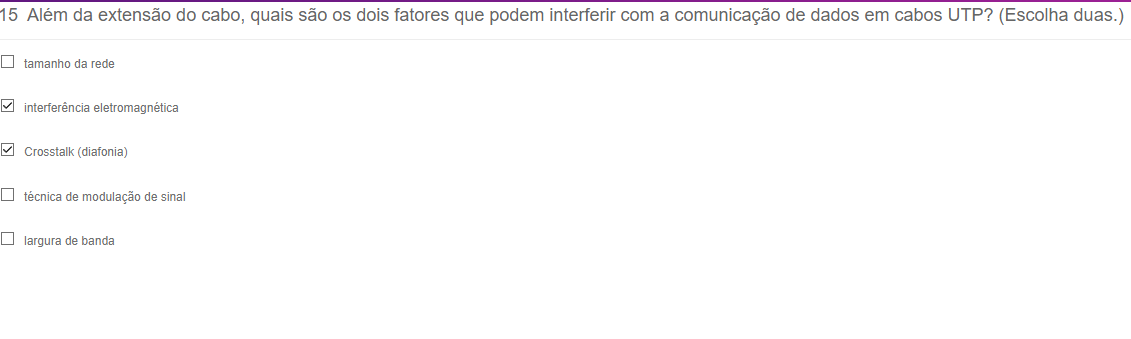 15 Além da extensão do cabo, quais são os dois fatores que podem interferir com a comunicação de dados em cabos UTP? (Escolha duas.)
tamanho da rede
interferência eletromagnética
Crosstalk (diafonia)
técnica de modulação de sinal
largura de banda